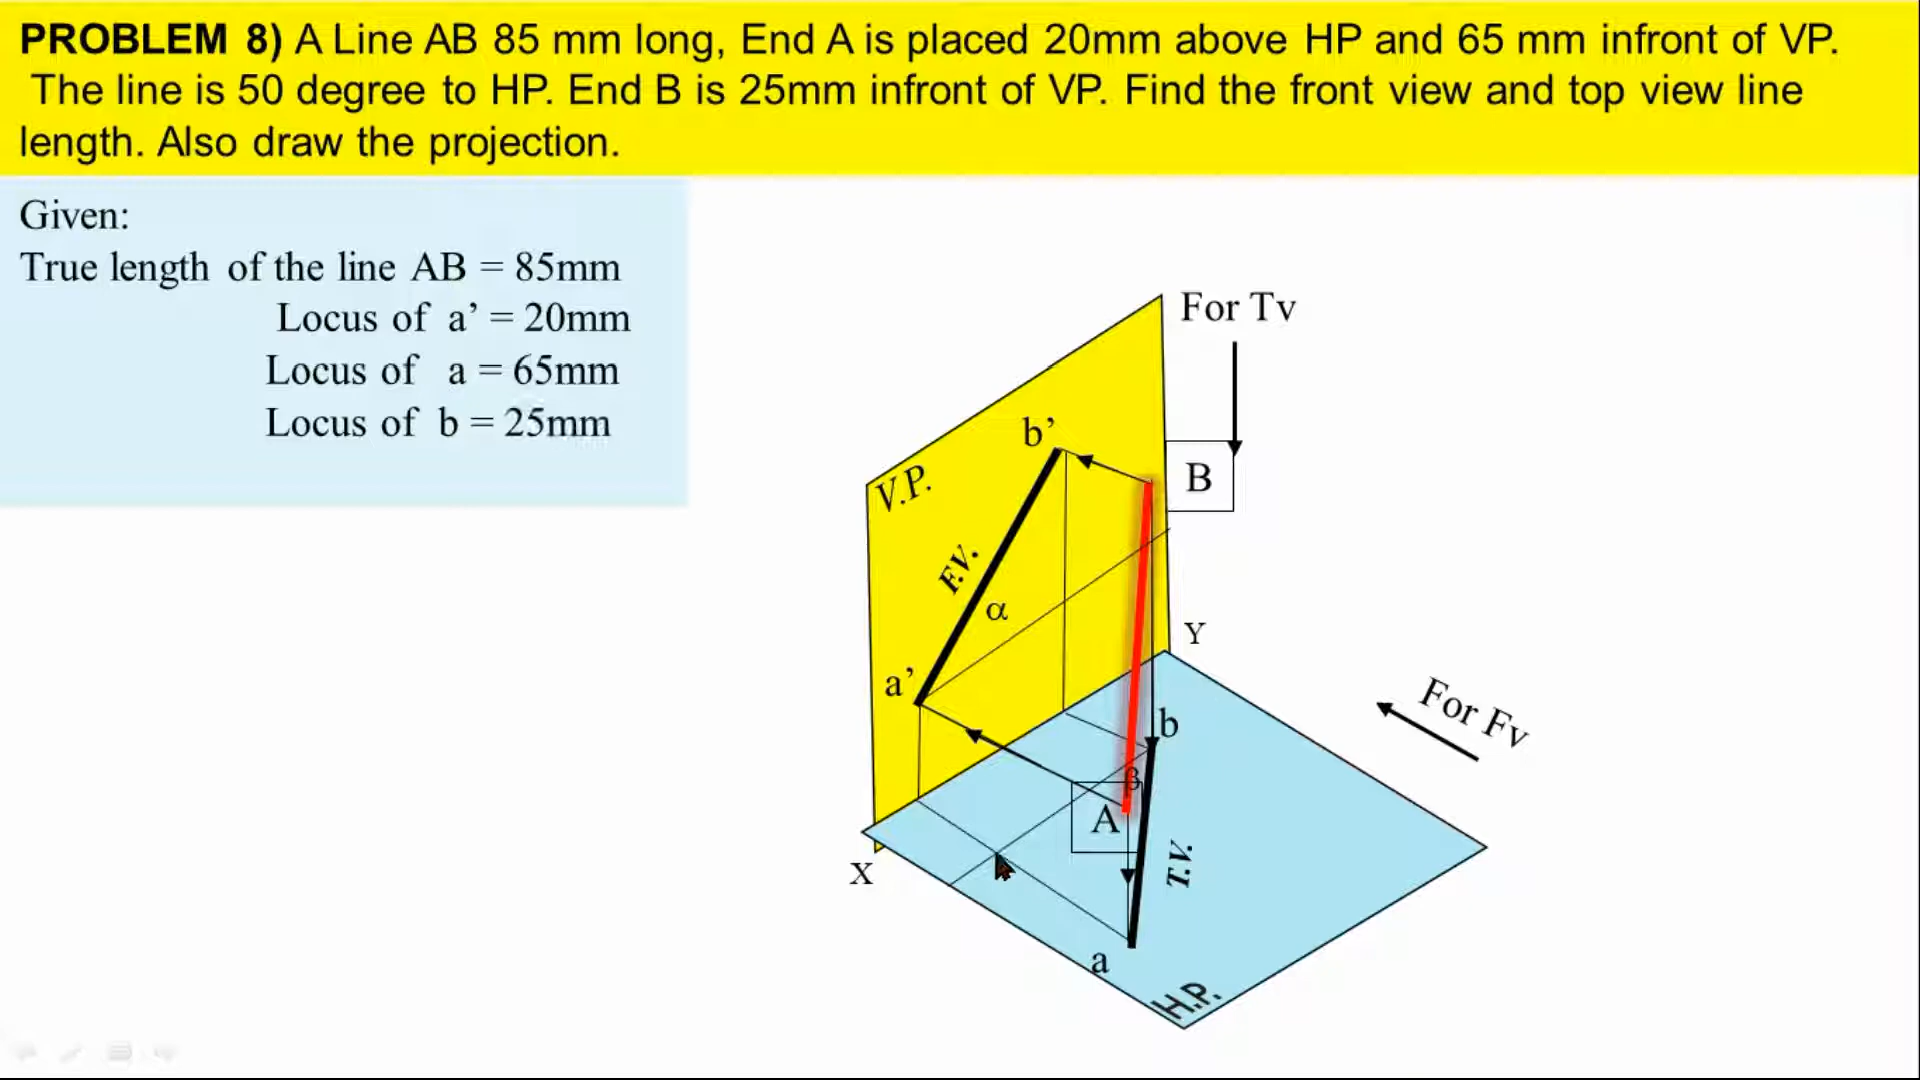 PROBLEM 8) A Line AB 85 mm long, End A is placed 20mm above HP and 65 mm infront of VP.
The line is 50 degree to HP. End B is 25mm infront of VP. Find the front view and top view line
length. Also draw the projection.
Given:
True length of the line AB = 85mm
Locus of a’ = 20mm
Locus of a = 65mm
Locus of b = 25mm
For Tv
b’
V.P.
B
F.V.
α
Y
a’
For Fv
b
β
A
T.V.
X
a
H.P.